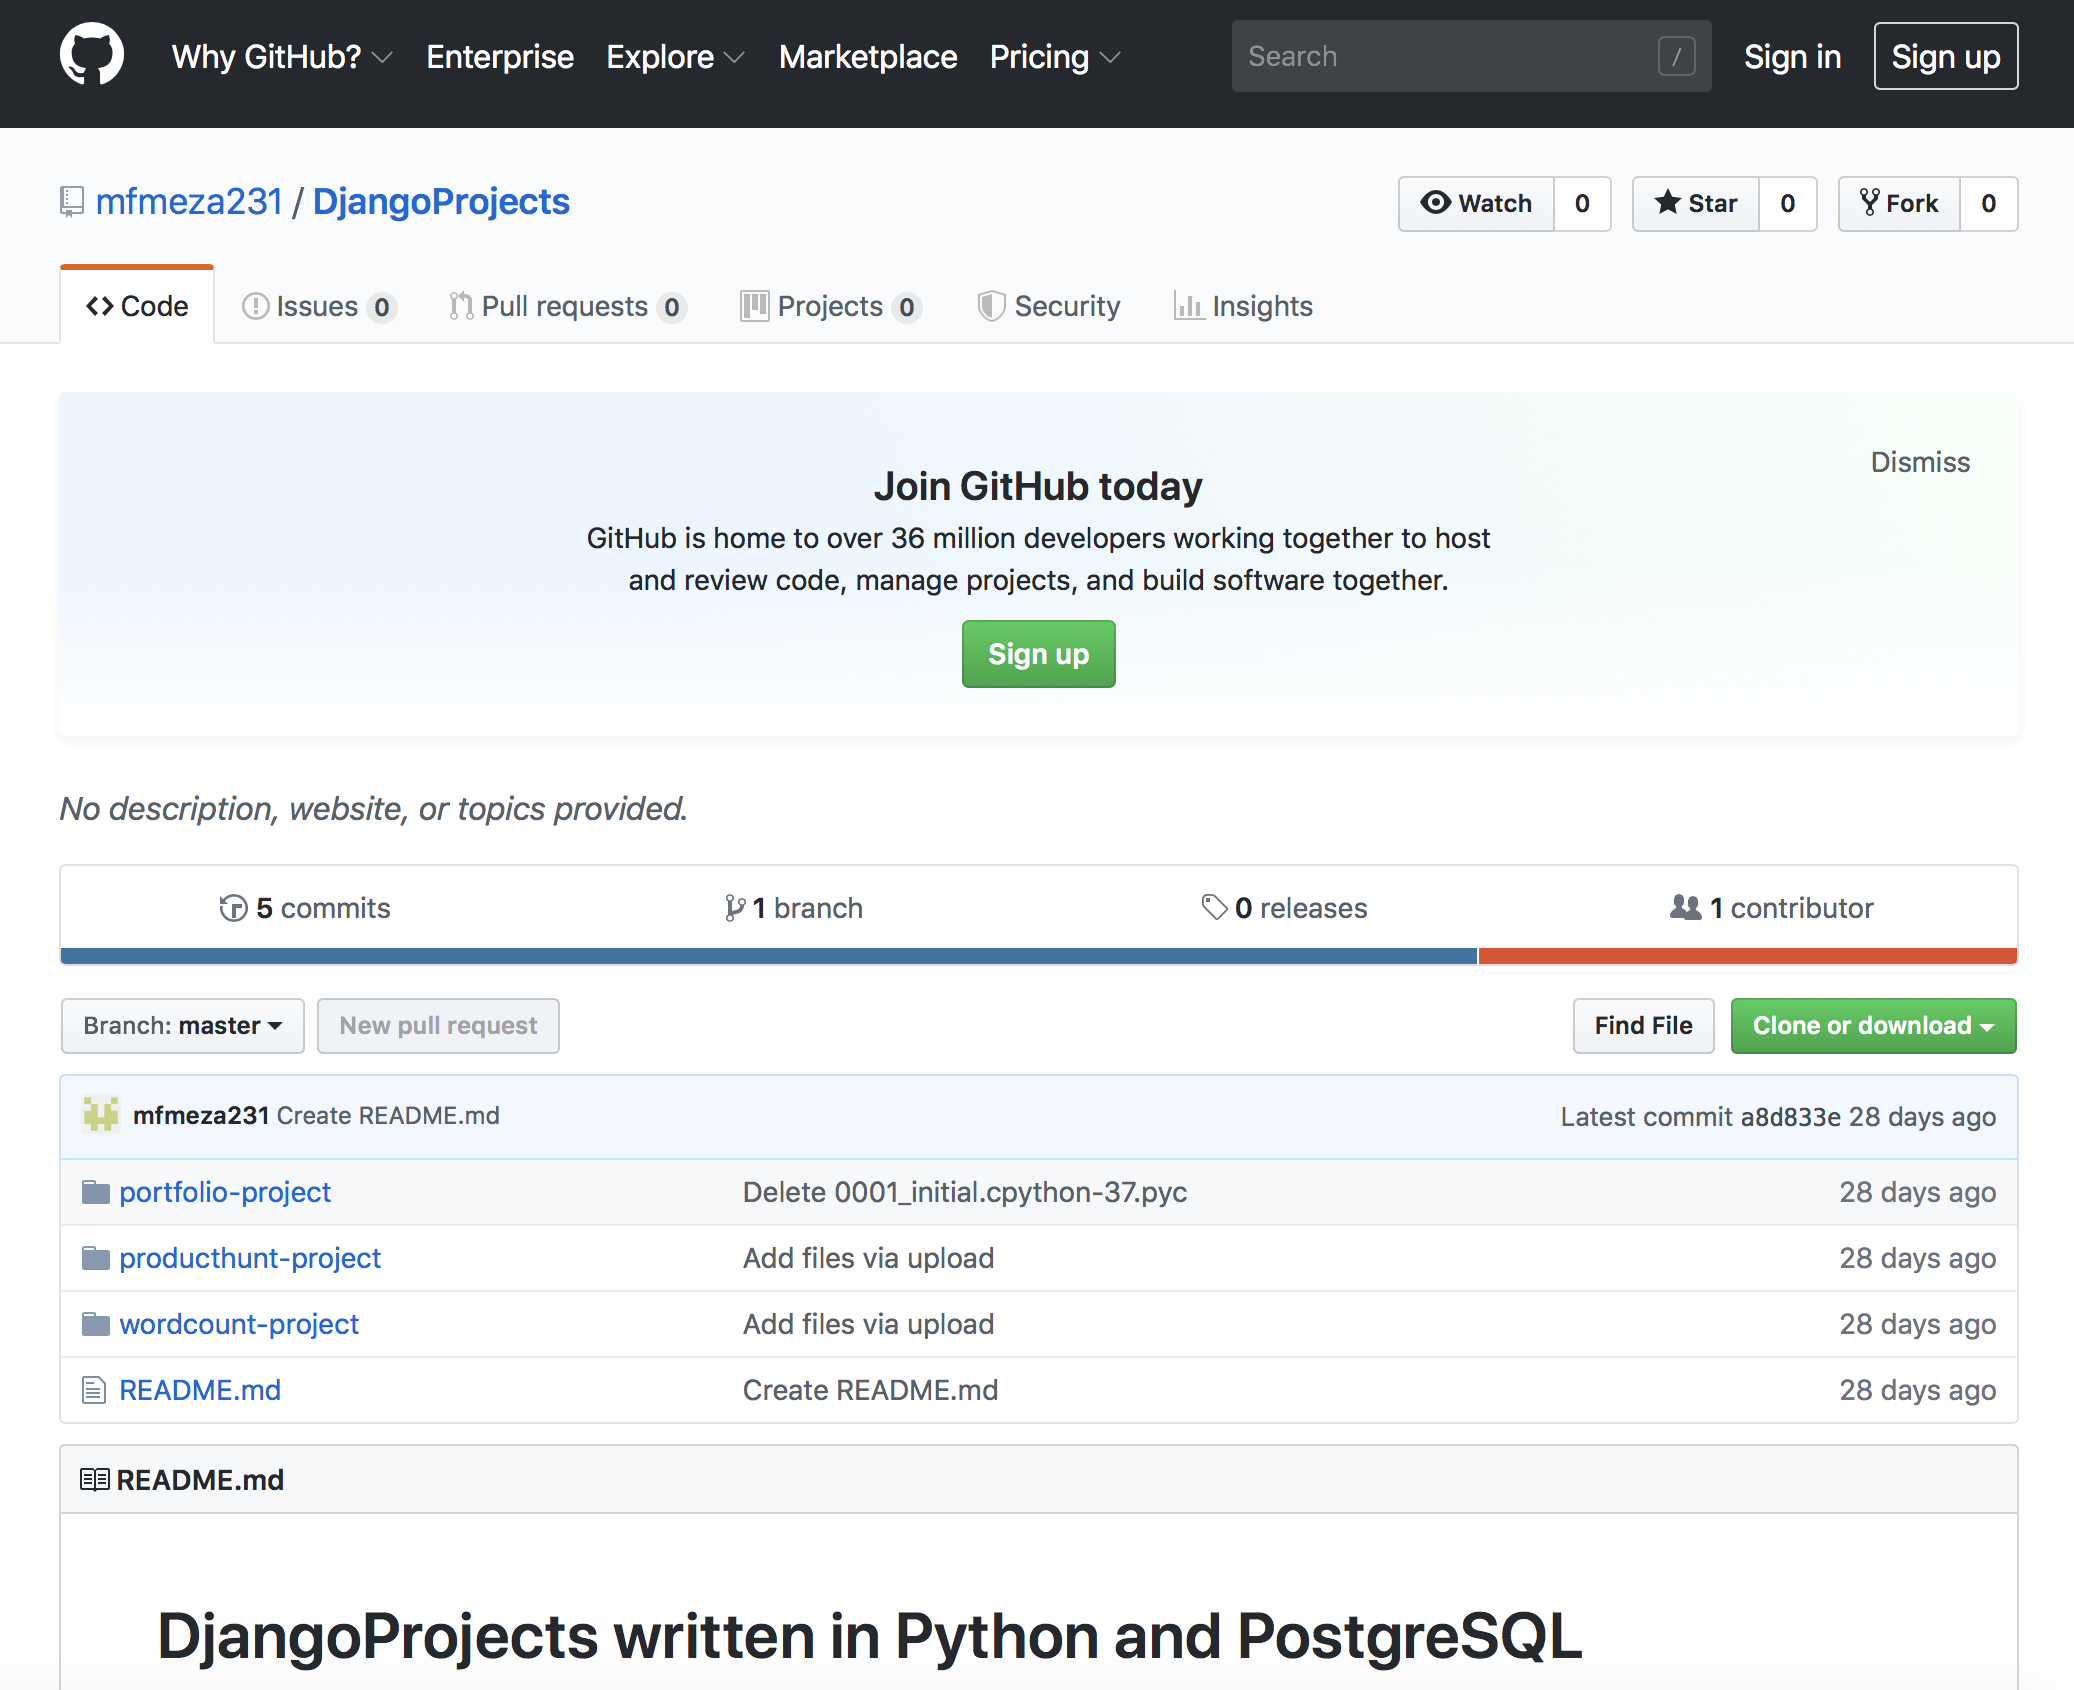 Why GitHub? Enterprise Explore Marketplace Pricing Search / Sign in Sign up
mfmeza231 / DjangoProjects Watch 0 Star 0 Fork 0
Code Issues 0 Pull requests 0 Projects 0 Security Insights
Dismiss
Join GitHub today
GitHub is home to over 36 million developers working together to host
and review code, manage projects, and build software together.
Sign up
No description, website, or topics provided.
5 commits 1 branch 0 releases 1 contributor
Branch: master New pull request Find File Clone or download
mfmeza231 Create README.md Latest commit a8d833e 28 days ago
portfolio-project Delete 0001_initial.cpython-37.pyc 28 days ago
producthunt-project Add files via upload 28 days ago
wordcount-project Add files via upload 28 days ago
README.md Create README.md 28 days ago
README.md
DjangoProjects written in Python and PostgreSQL